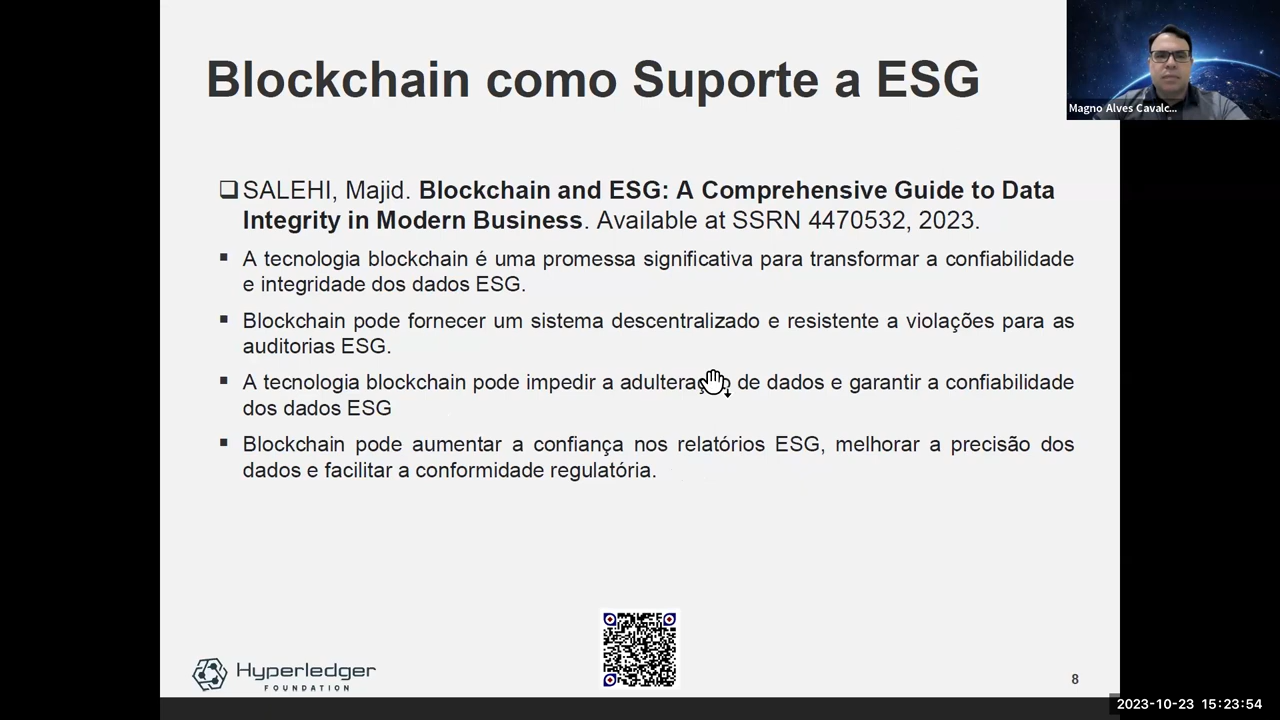 Blockchain como Suporte a ESG
Magno Alves Cavalc...
❑ SALEHI, Majid. Blockchain and ESG: A Comprehensive Guide to Data
Integrity in Modern Business. Available at SSRN 4470532, 2023.
▪ A tecnologia blockchain é uma promessa significativa para transformar a confiabilidade
e integridade dos dados ESG.
▪ Blockchain pode fornecer um sistema descentralizado e resistente a violações para as
auditorias ESG.
▪ A tecnologia blockchain pode impedir a adulteração de dados e garantir a confiabilidade
dos dados ESG
▪ Blockchain pode aumentar a confiança nos relatórios ESG, melhorar a precisão dos
dados e facilitar a conformidade regulatória.
Hyperledger
FOUNDATION
8
2023-10-23 15:23:54